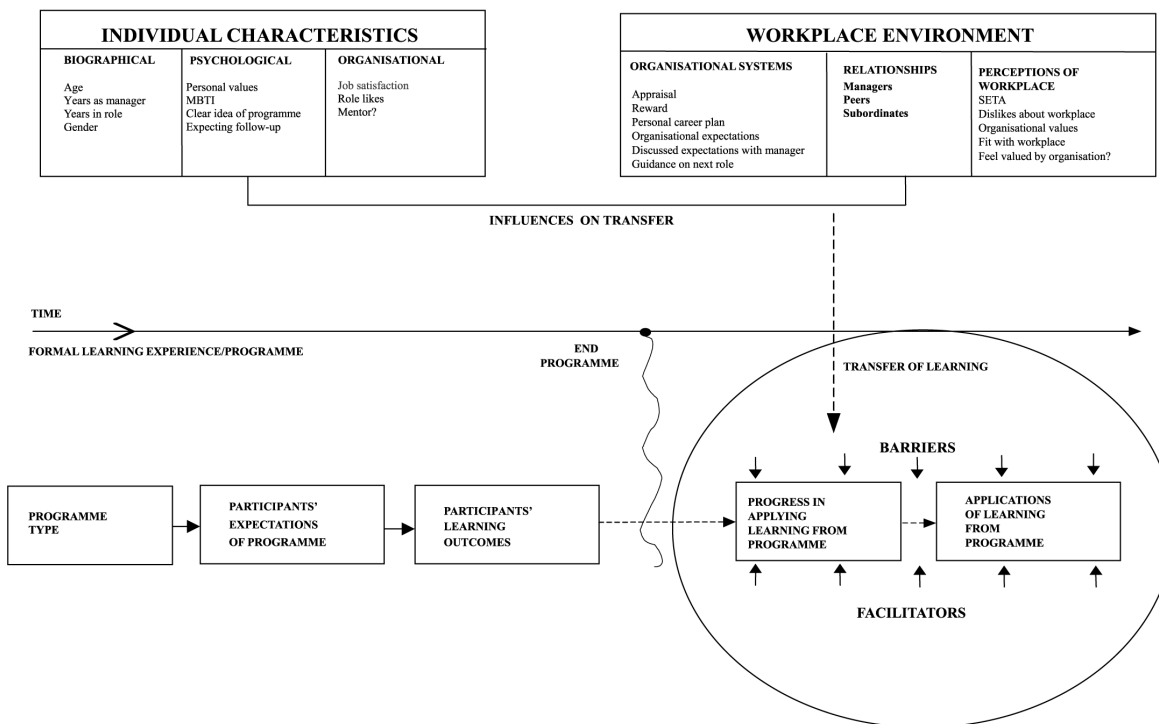 INDIVIDUAL CHARACTERISTICS
BIOGRAPHICAL
Age
Years as manager
Years in role
Gender
PSYCHOLOGICAL
Personal values
MBTI
Clear idea of programme
Expecting follow-up
ORGANISATIONAL
Job satisfaction
Role likes
Mentor?
WORKPLACE ENVIRONMENT
ORGANISATIONAL SYSTEMS
Appraisal
Reward
Personal career plan
Organisational expectations
Discussed expectations with manager
Guidance on next role
RELATIONSHIPS
Managers
Peers
Subordinates
PERCEPTIONS OF
WORKPLACE
SETA
Dislikes about workplace
Organisational values
Fit with workplace
Feel valued by organisation?
INFLUENCES ON TRANSFER
TIME
FORMAL LEARNING EXPERIENCE/PROGRAMME
END
PROGRAMME
TRANSFER OF LEARNING
BARRIERS
PROGRAMME
TYPE
PARTICIPANTS'
EXPECTATIONS
OF PROGRAMME
PARTICIPANTS'
LEARNING
OUTCOMES
PROGRESS IN
APPLYING
LEARNING FROM
PROGRAMME
APPLICATIONS
OF LEARNING
FROM
PROGRAMME
FACILITATORS